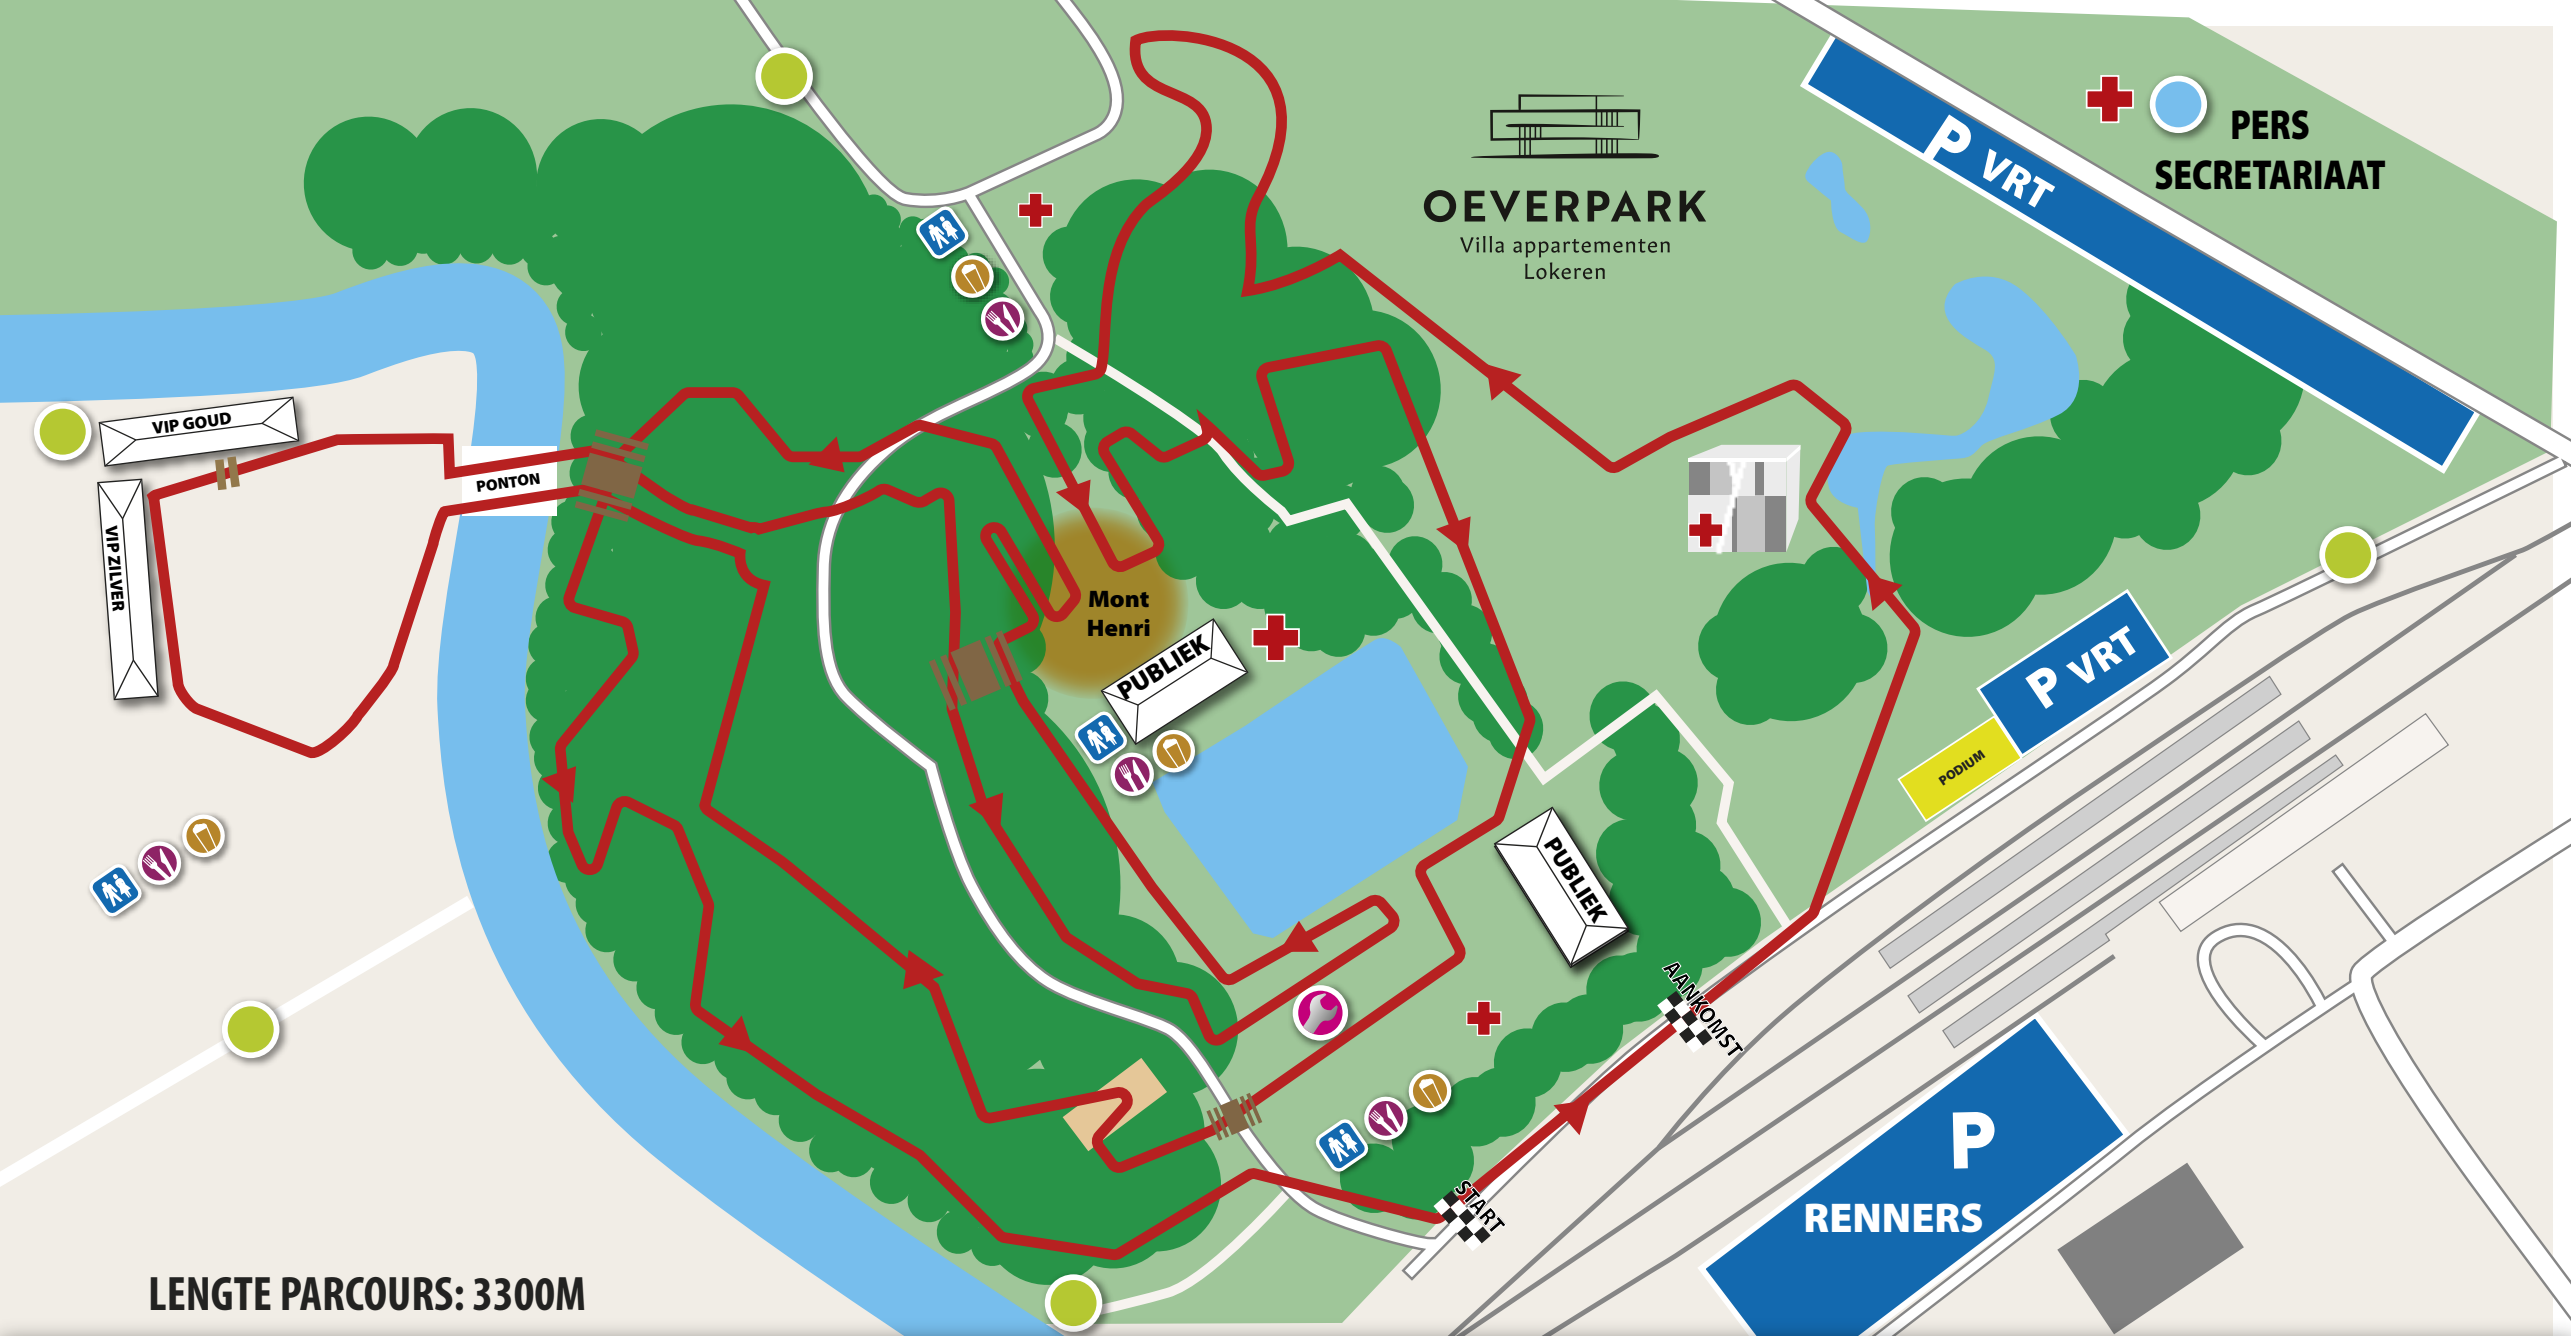 P VRT
PERS
SECRETARIAAT
OEVERPARK
Villa appartementen
Lokeren
VIP GOUD
PONTON
VIP ZILVER
Mont
Henri
PUBLIEK
P VRT
PODIUM
PUBLIEK
AANKOMST
START
P
RENNERS
LENGTE PARCOURS: 3300M